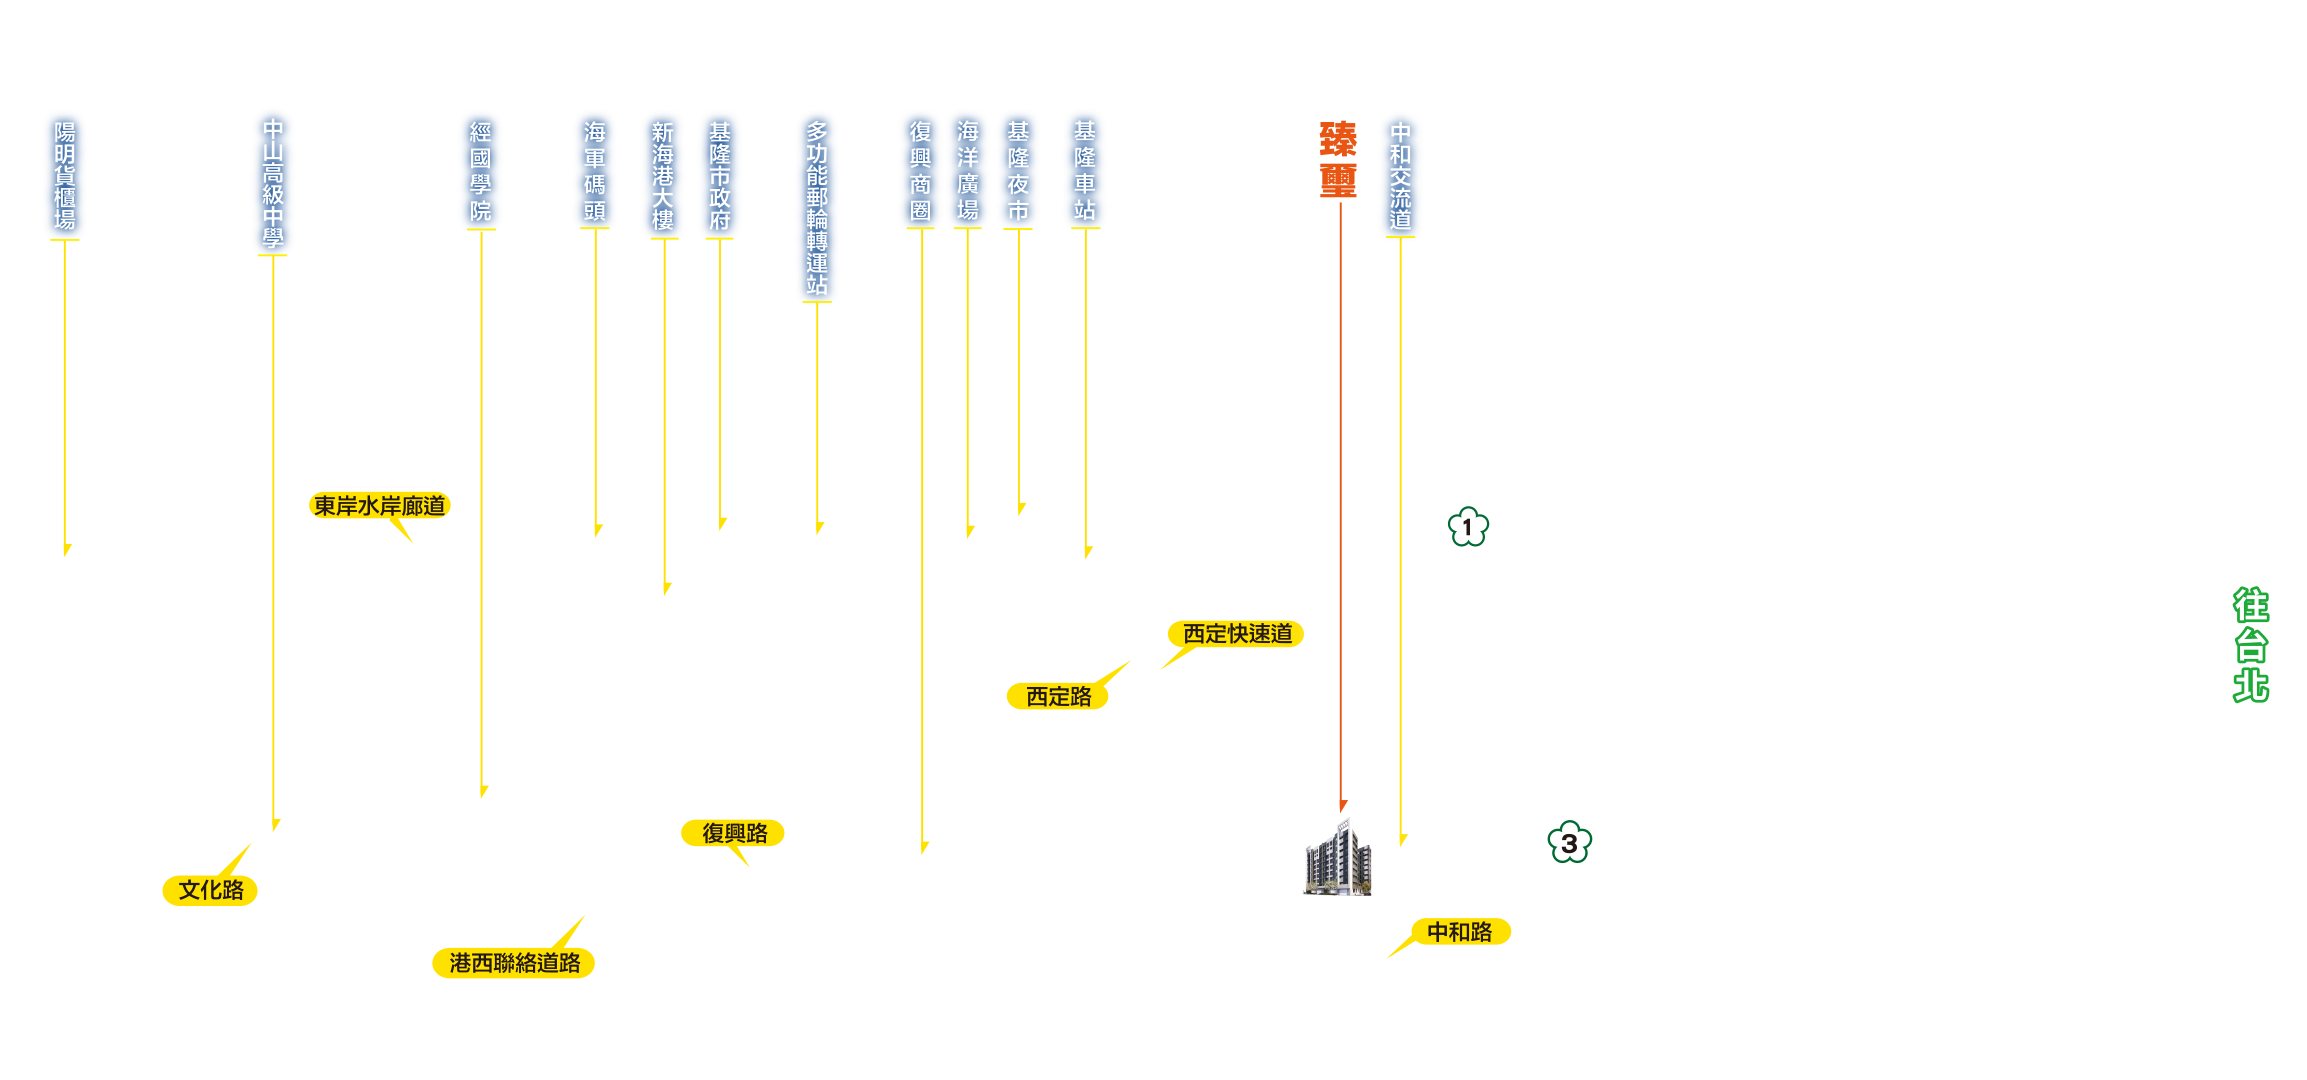 陽明貨櫃場
中山高級中學
經國學院
海軍碼頭
新海港大樓
基隆市政府
多功能郵輪轉運站
復興商圈
海洋廣場
基隆夜市
基隆車站
臻璽
中和交流道
東岸水岸廊道
1
往台北
西定快速道
西定路
復興路
3
文化路
中和路
港西聯絡道路